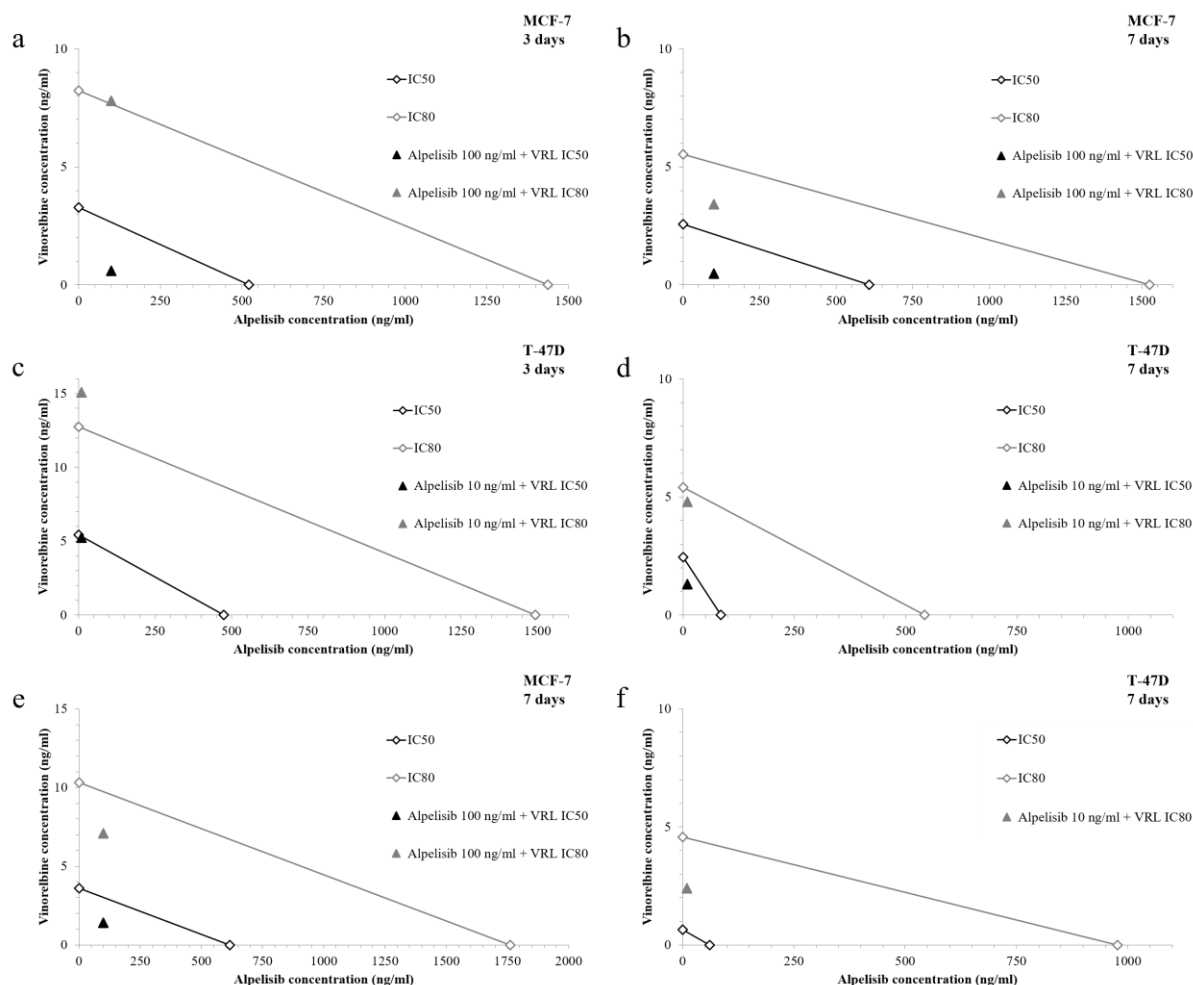 a
MCF-7
3 days
Vinorelbine concentration (ng/ml)
10
5
0
IC50
IC80
Alpelisib 100 ng/ml + VRL IC50
Alpelisib 100 ng/ml + VRL IC80
0 250 500 750 1000 1250 1500
Alpelisib concentration (ng/ml)
b
MCF-7
7 days
Vinorelbine concentration (ng/ml)
10
5
0
IC50
IC80
Alpelisib 100 ng/ml + VRL IC50
Alpelisib 100 ng/ml + VRL IC80
0 250 500 750 1000 1250 1500
Alpelisib concentration (ng/ml)
c
T-47D
3 days
Vinorelbine concentration (ng/ml)
15
10
5
0
IC50
IC80
Alpelisib 10 ng/ml + VRL IC50
Alpelisib 10 ng/ml + VRL IC80
0 250 500 750 1000 1250 1500
Alpelisib concentration (ng/ml)
d
T-47D
7 days
Vinorelbine concentration (ng/ml)
10
5
0
IC50
IC80
Alpelisib 10 ng/ml + VRL IC50
Alpelisib 10 ng/ml + VRL IC80
0 250 500 750 1000
Alpelisib concentration (ng/ml)
e
MCF-7
7 days
Vinorelbine concentration (ng/ml)
15
10
5
0
IC50
IC80
Alpelisib 100 ng/ml + VRL IC50
Alpelisib 100 ng/ml + VRL IC80
0 250 500 750 1000 1250 1500 1750 2000
Alpelisib concentration (ng/ml)
f
T-47D
7 days
Vinorelbine concentration (ng/ml)
10
5
0
IC50
IC80
Alpelisib 10 ng/ml + VRL IC80
0 250 500 750 1000
Alpelisib concentration (ng/ml)